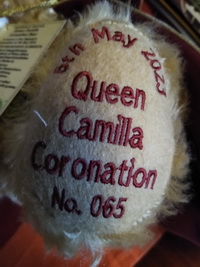 6th May 2023
Queen
Camilla
Coronation
No. 065